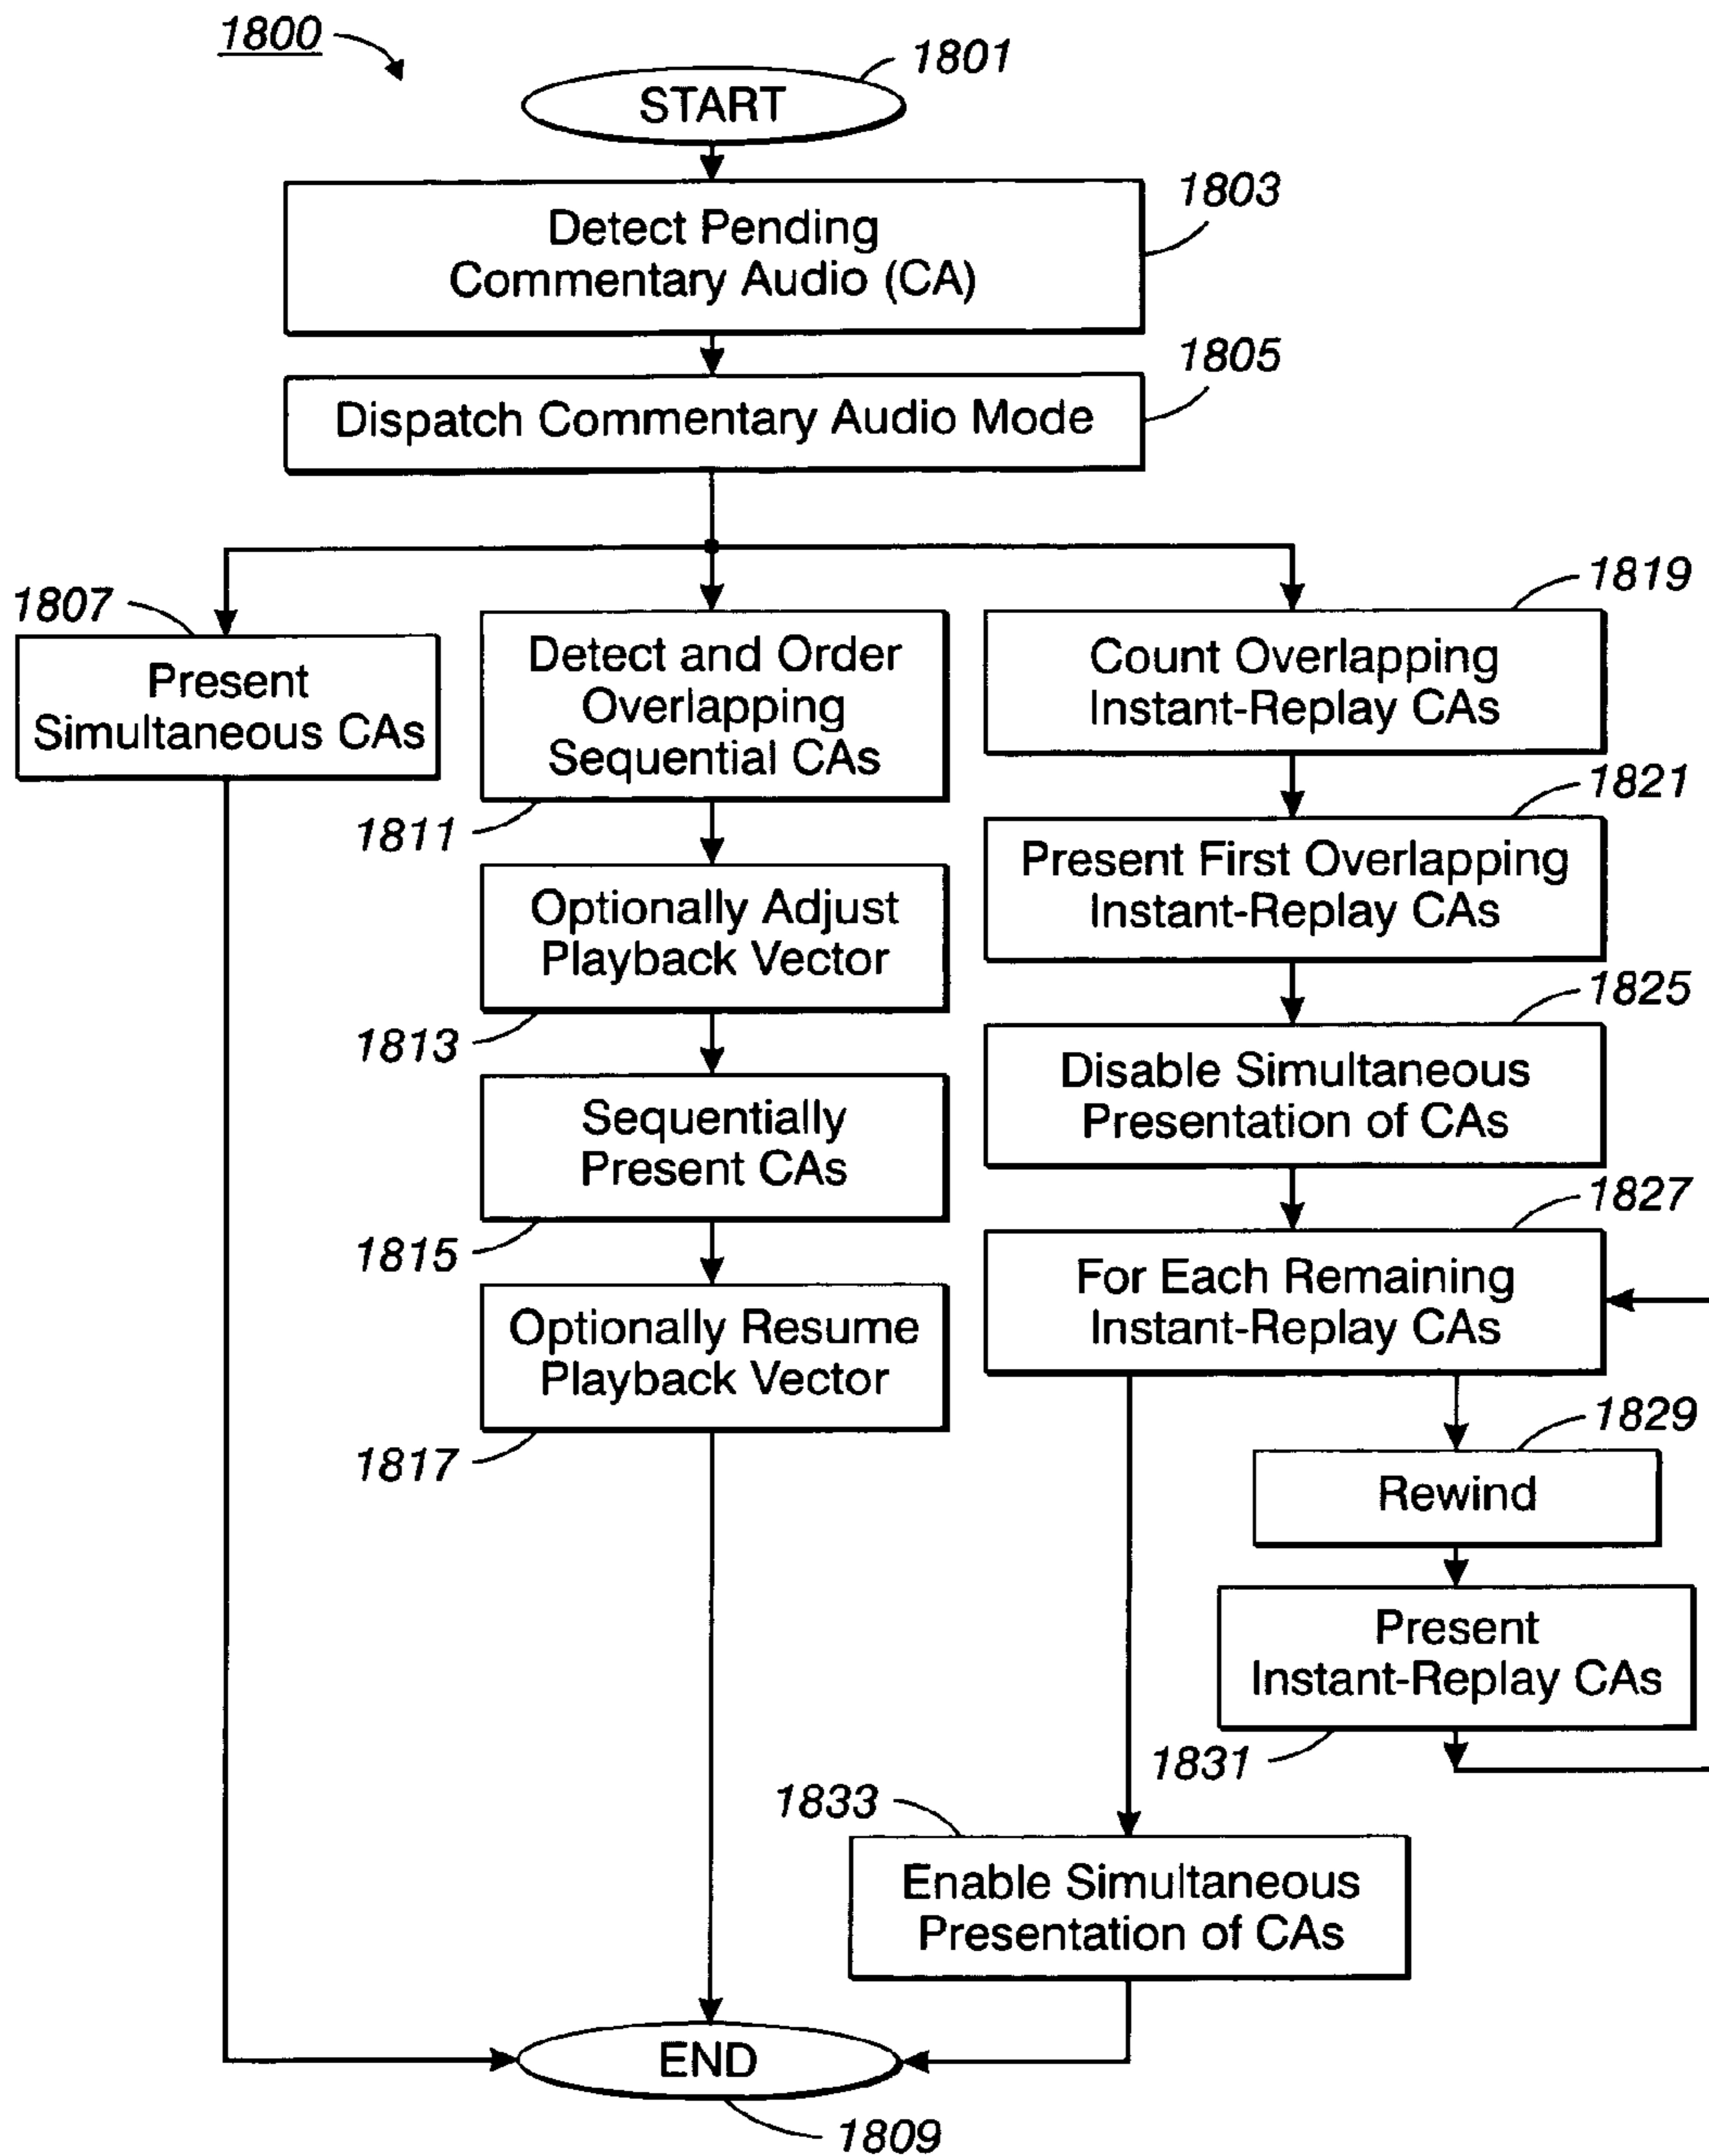 1800
1801
START
1803
Detect Pending
Commentary Audio (CA)
1805
Dispatch Commentary Audio Mode
1807
Present
Simultaneous CAs
Detect and Order
Overlapping
Sequential CAs
1811
Optionally Adjust
Playback Vector
1813
Sequentially
Present CAs
1815
Optionally Resume
Playback Vector
1817
1819
Count Overlapping
Instant-Replay CAs
1821
Present First Overlapping
Instant-Replay CAs
1825
Disable Simultaneous
Presentation of CAs
1827
For Each Remaining
Instant-Replay CAs
1829
Rewind
Present
Instant-Replay CAs
1831
1833
Enable Simultaneous
Presentation of CAs
END
1809